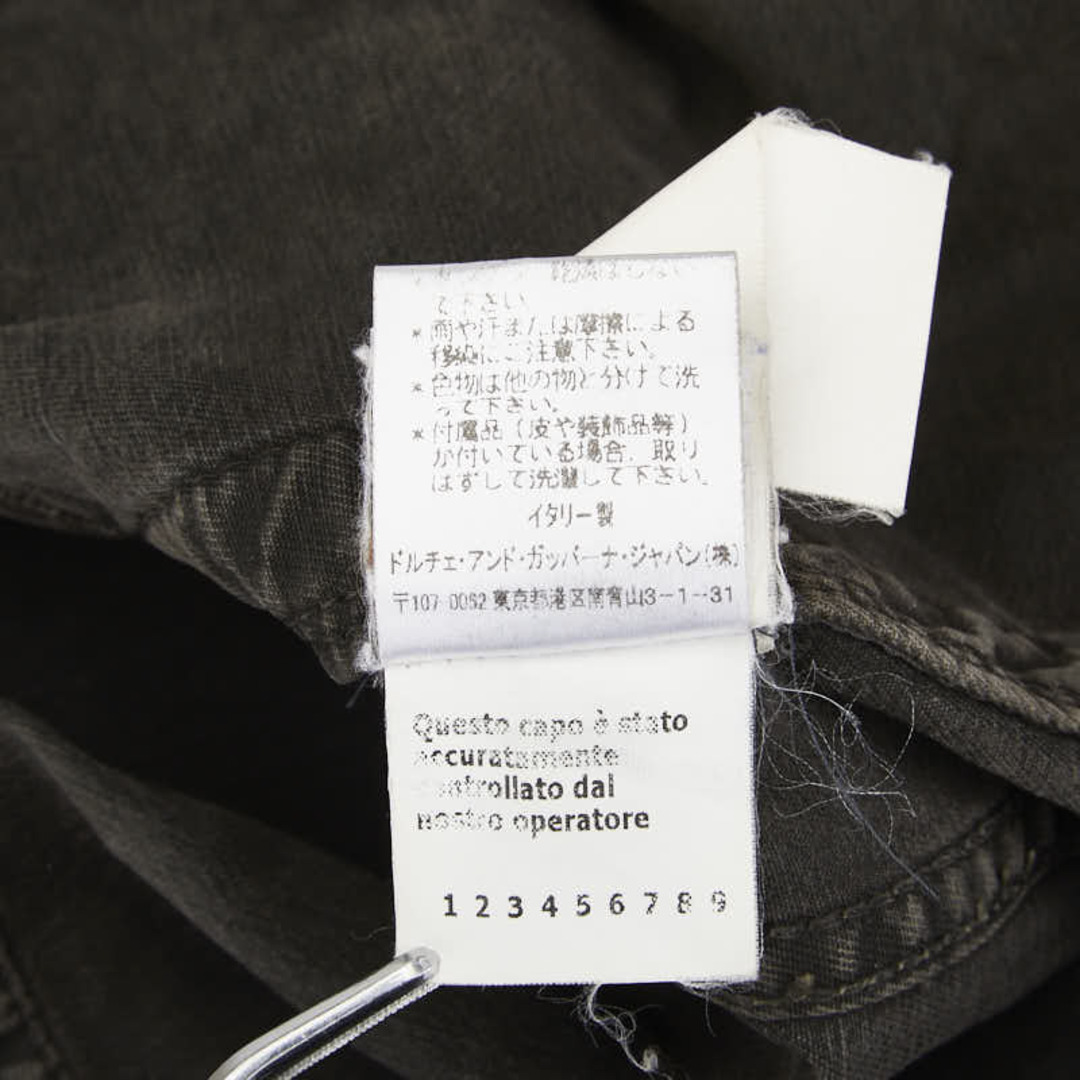 はしない
て下さい。
*雨や汗または摩擦による
移染にご注意下さい。
*色物は他の物と分けて洗
って下さい。
*付属品(皮や装飾品等)
が付いている場合、取り
はずして洗濯して下さい。
イタリー製
ドルチェ・アンド・ガッバーナ・ジャパン(株)
〒107-0062 東京都港区南青山3-1-31
Questo capo è stato
accuratamente
controllato dal
nostro operatore
1 2 3 4 5 6 7 8 9